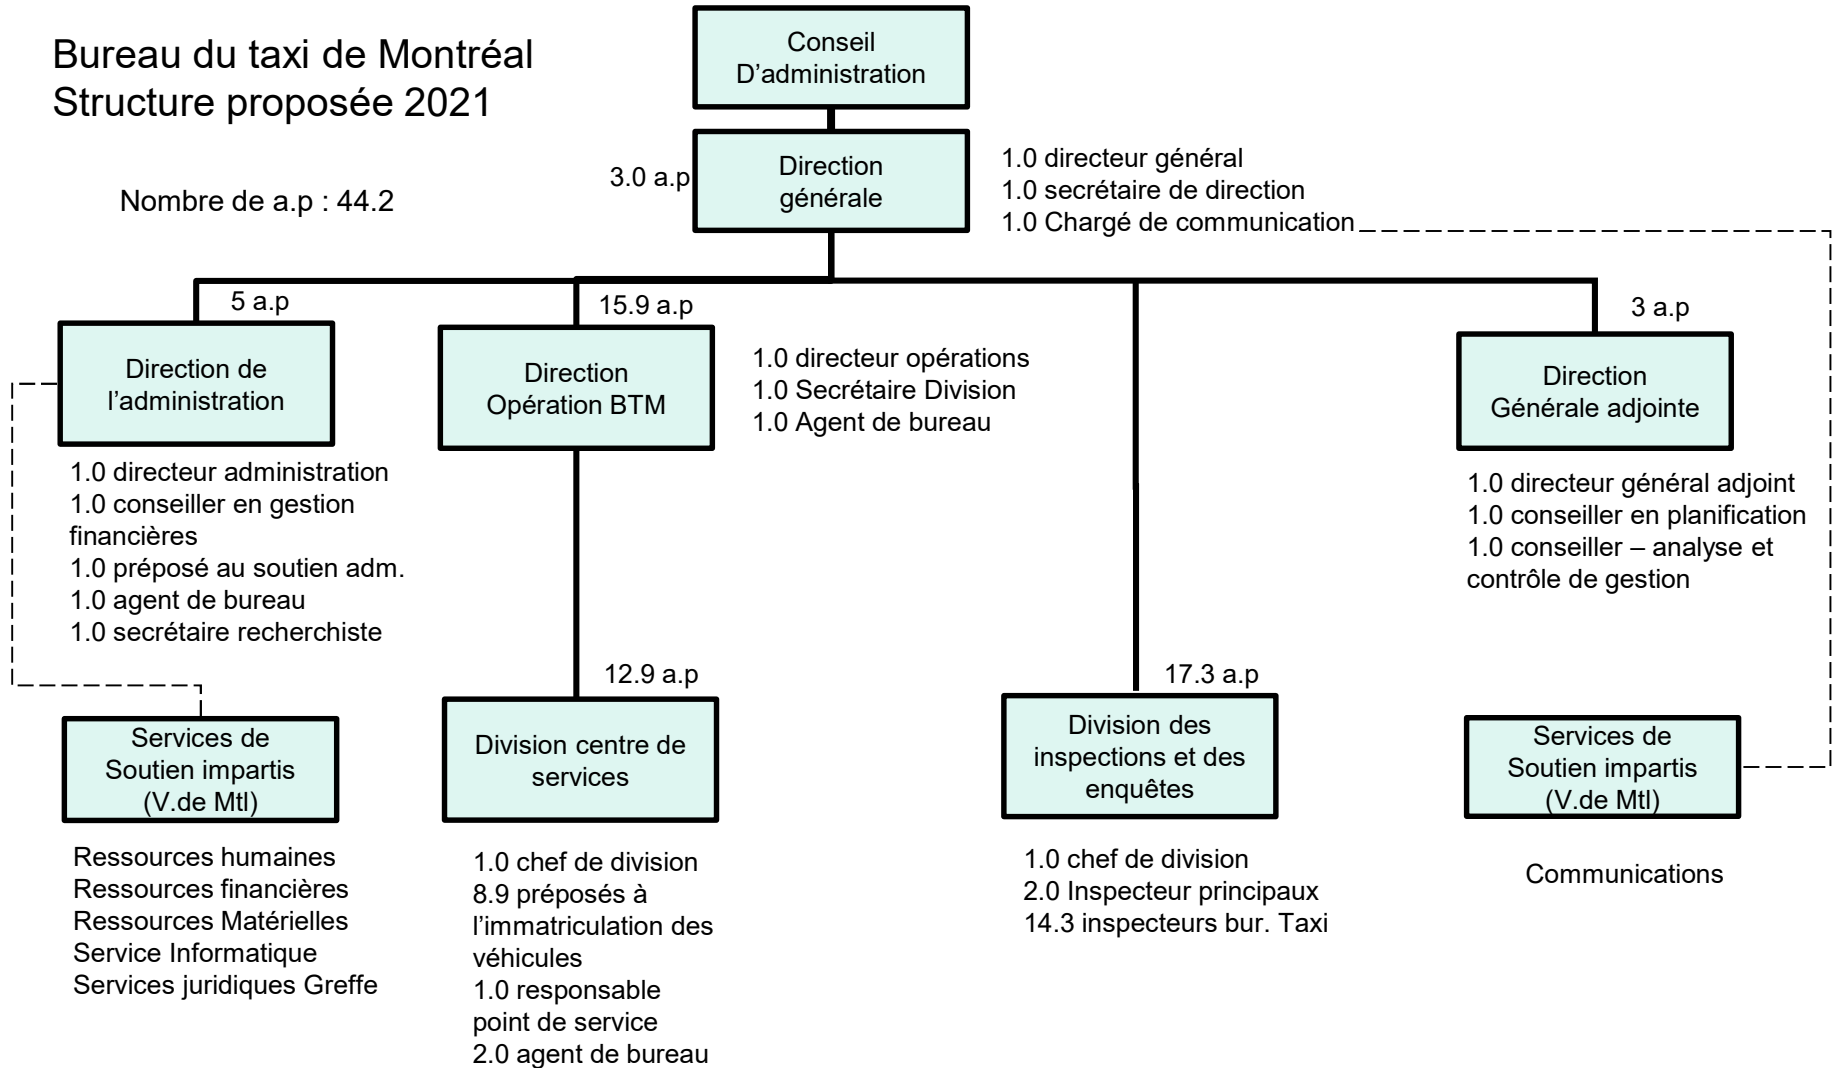 Bureau du taxi de Montréal
Structure proposée 2021
Nombre de a.p : 44.2
Conseil
D'administration
3.0 a.p
Direction
générale
1.0 directeur général
1.0 secrétaire de direction
1.0 Chargé de communication
5 a.p
Direction de
l'administration
1.0 directeur administration
1.0 conseiller en gestion
financières
1.0 préposé au soutien adm.
1.0 agent de bureau
1.0 secrétaire recherchiste
15.9 a.p
Direction
Opération BTM
1.0 directeur opérations
1.0 Secrétaire Division
1.0 Agent de bureau
3 a.p
Direction
Générale adjointe
1.0 directeur général adjoint
1.0 conseiller en planification
1.0 conseiller – analyse et
contrôle de gestion
Services de
Soutien impartis
(V.de Mtl)
Ressources humaines
Ressources financières
Ressources Matérielles
Service Informatique
Services juridiques Greffe
12.9 a.p
Division centre de
services
1.0 chef de division
8.9 préposés à
l'immatriculation des
véhicules
1.0 responsable
point de service
2.0 agent de bureau
17.3 a.p
Division des
inspections et des
enquêtes
1.0 chef de division
2.0 Inspecteur principaux
14.3 inspecteurs bur. Taxi
Services de
Soutien impartis
(V.de Mtl)
Communications